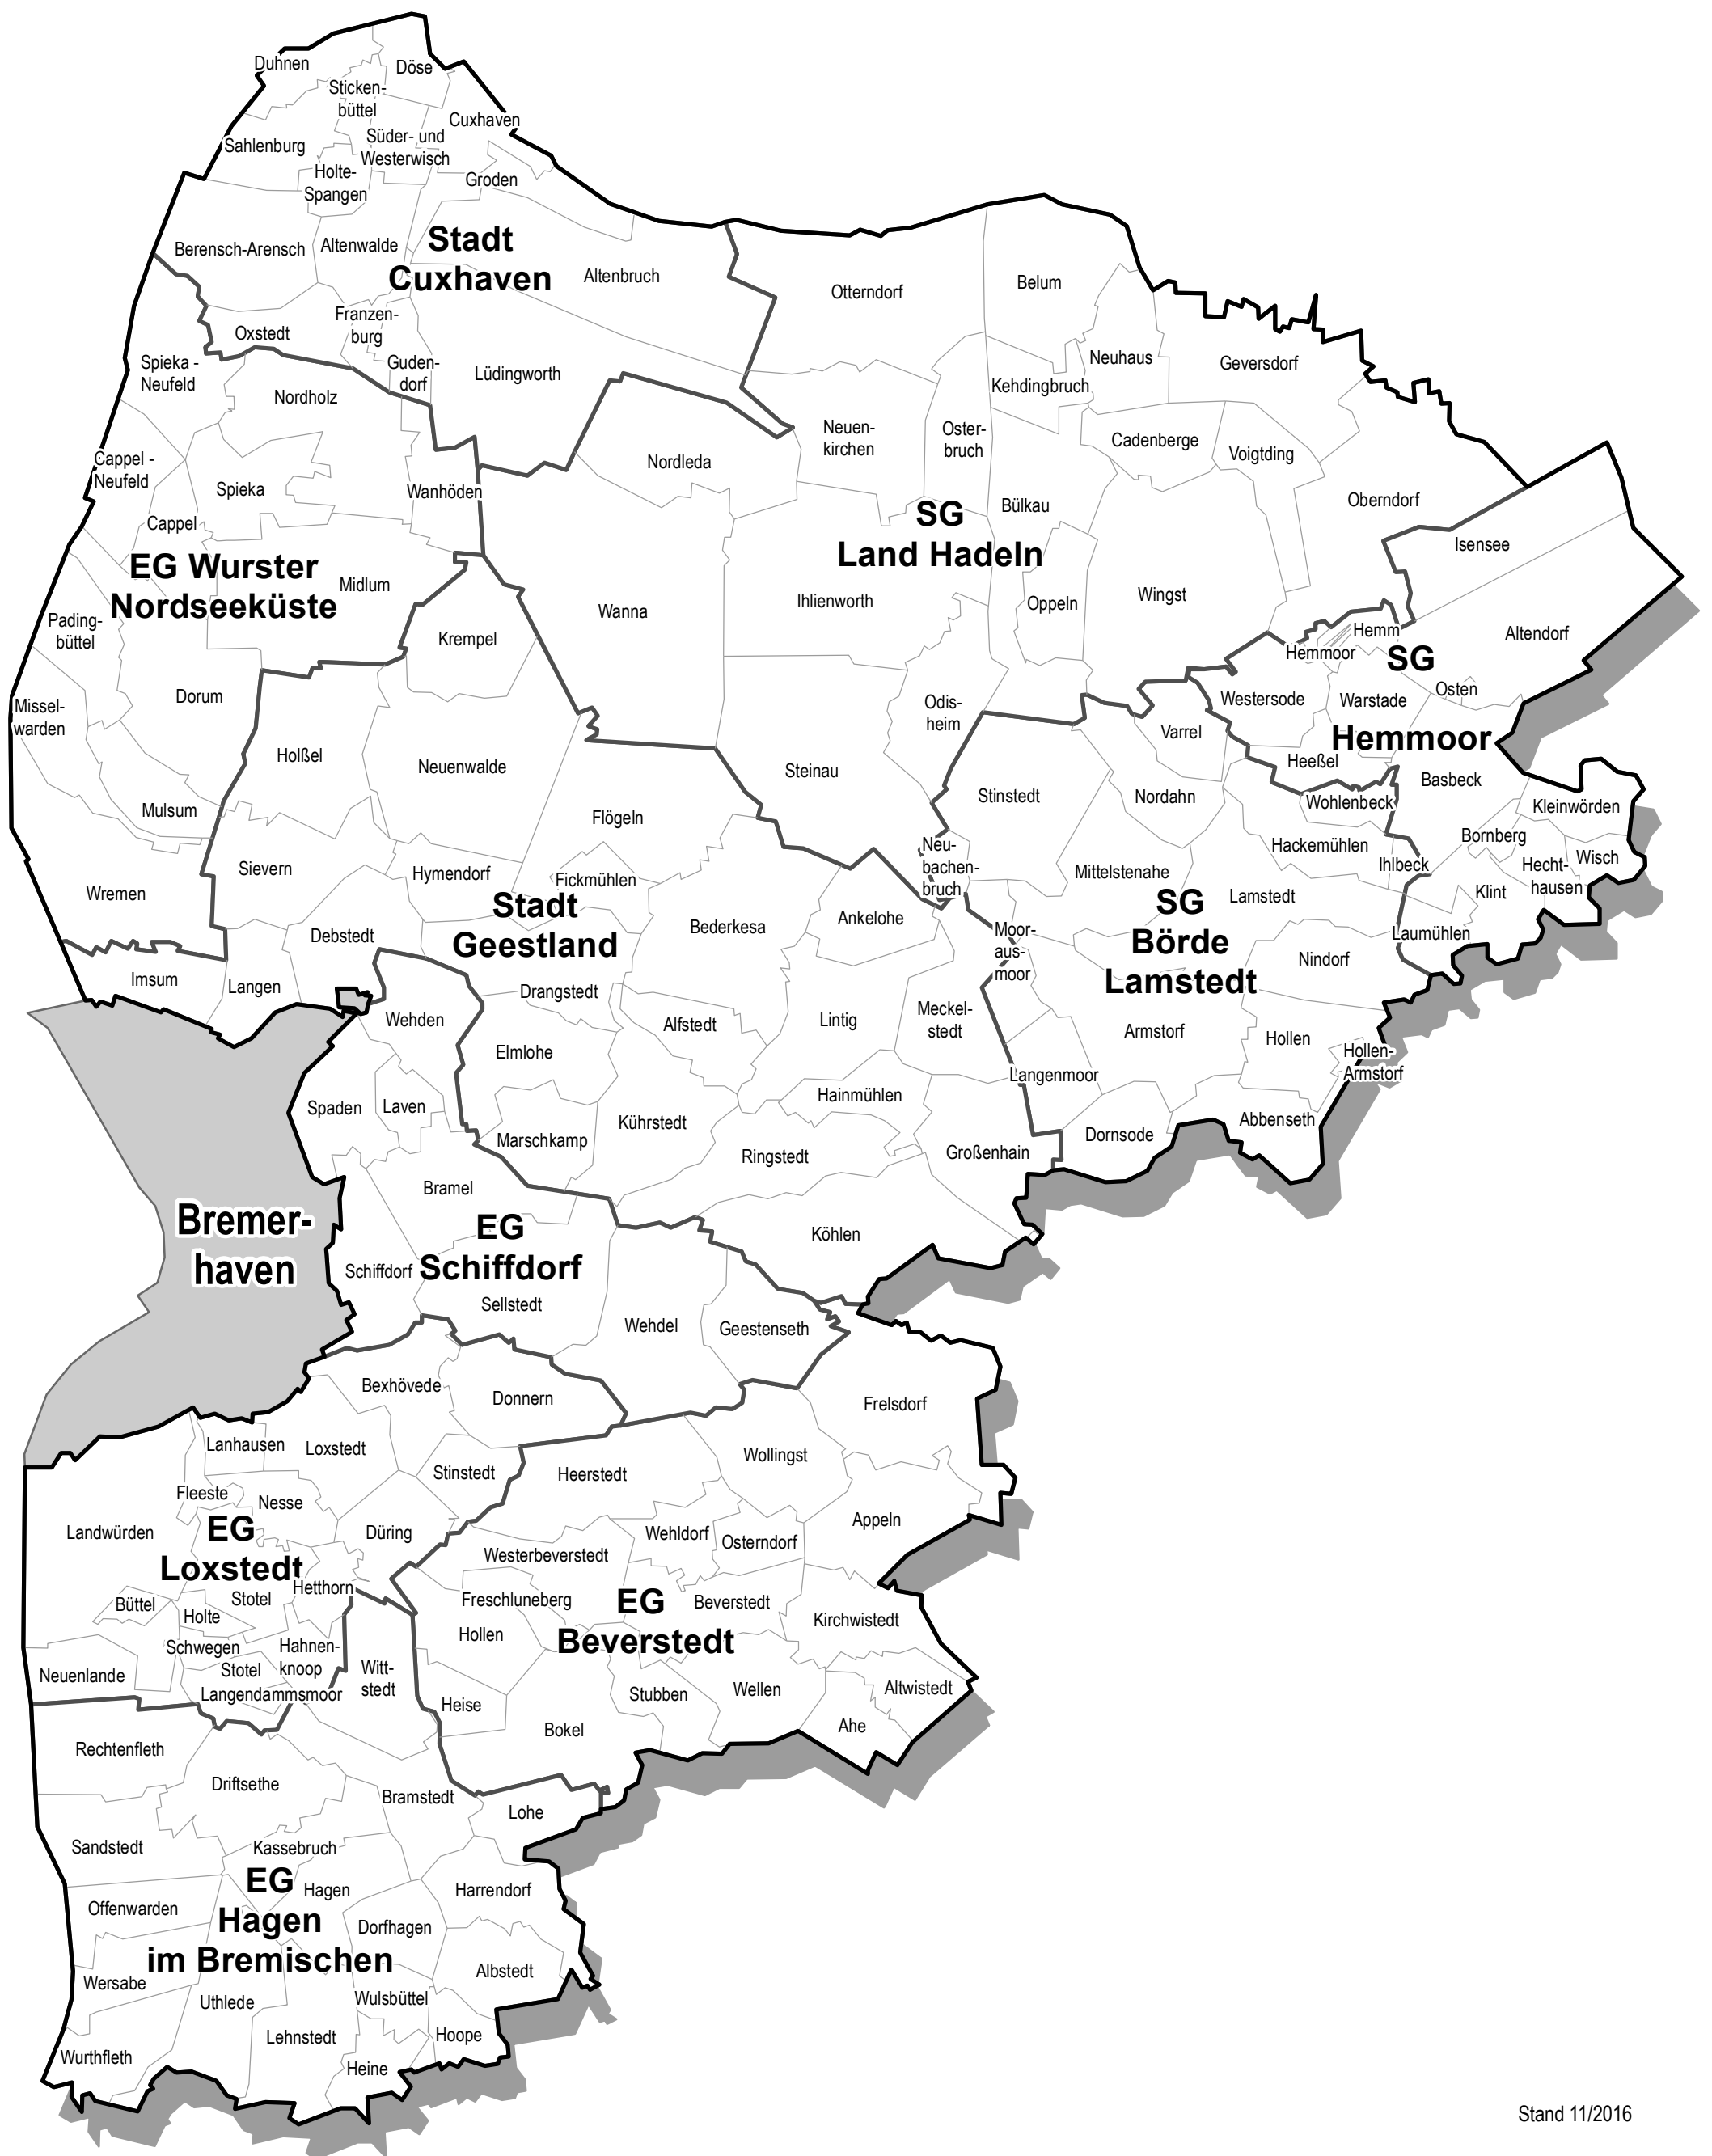 Duhnen
Döse
Sticken-
büttel
Cuxhaven
Süder- und
Westerwisch
Sahlenburg
Holte-
Spangen
Groden
Berensch-Arensch
Altenwalde
Stadt
Cuxhaven
Altenbruch
Franzen-
burg
Oxstedt
Guden-
dorf
Lüdingworth
Otterndorf
Belum
Neuhaus
Geversdorf
Kehdingbruch
Spieka -
Neufeld
Nordholz
Cappel -
Neufeld
Spieka
Wanhöden
Cappel
EG Wurster
Nordseeküste
Midlum
Pading-
büttel
Dorum
Missel-
warden
Mulsum
Wremen
Nordleda
Neuen-
kirchen
Oster-
bruch
Cadenberge
Voigtding
Bülkau
Oberndorf
SG
Land Hadeln
Wanna
Ihlienworth
Oppeln
Wingst
Odis-
heim
Steinau
Neu-
bachen-
bruch
Isensee
Altendorf
Hemm
Hemmoor
SG
Hemmoor
Westersode
Warstade
Osten
Heeßel
Basbeck
Kleinwörden
Bornberg
Wisch
Hecht-
hausen
Klint
Laumühlen
Varrel
Stinstedt
Nordahn
Wohlenbeck
Hackemühlen
Ihlbeck
Mittelstenahe
Lamstedt
SG
Börde
Lamstedt
Moor-
aus-
moor
Nindorf
Armstorf
Hollen
Hollen-
Armstorf
Langenmoor
Abbenseth
Dornsode
Krempel
Holßel
Neuenwalde
Flögeln
Sievern
Hymendorf
Fickmühlen
Stadt
Geestland
Bederkesa
Ankelohe
Debstedt
Imsum
Langen
Drangstedt
Alfstedt
Lintig
Meckel-
stedt
Elmlohe
Hainmühlen
Kührstedt
Marschkamp
Ringstedt
Großenhain
Köhlen
Wehden
Spaden
Laven
Bramel
EG
Schiffdorf
Schiffdorf
Sellstedt
Wehdel
Geestenseth
Bremer-
haven
Bexhövede
Donnern
Lanhausen
Loxstedt
Stinstedt
Fleeste
Nesse
Landwürden
EG
Loxstedt
Düring
Hetthorn
Büttel
Stotel
Holte
Schwegen
Hahnen-
knoop
Neuenlande
Stotel
Langendammsmoor
Witt-
stedt
Frelsdorf
Wollingst
Heerstedt
Appeln
Wehldorf
Osterndorf
Westerbeverstedt
Freschluneberg
EG
Beverstedt
Beverstedt
Kirchwistedt
Hollen
Heise
Stubben
Wellen
Altwistedt
Ahe
Bokel
Rechtenfleth
Driftsethe
Bramstedt
Lohe
Sandstedt
Kassebruch
EG
Hagen
im Bremischen
Hagen
Harrendorf
Offenwarden
Dorfhagen
Wersabe
Albstedt
Uthlede
Wulsbüttel
Lehnstedt
Hoope
Wurthfleth
Heine
Stand 11/2016